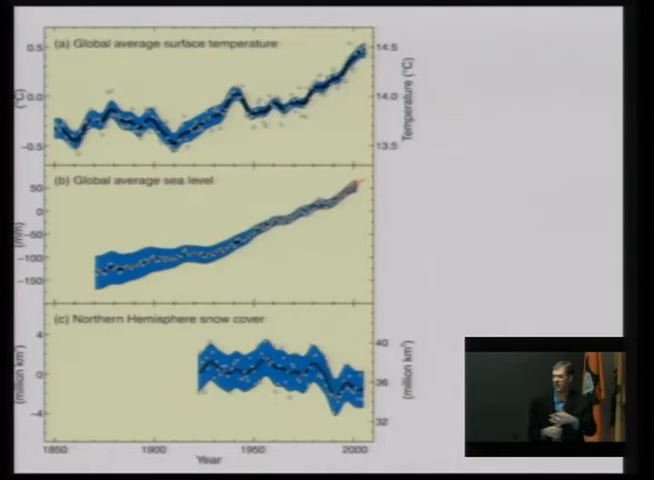 (a) Global average surface temperature
0.5
0.0
−0.5
(°C)
14.5
14.0
13.5
Temperature (°C)
(b) Global average sea level
50
0
−50
−100
−150
(mm)
(c) Northern Hemisphere snow cover
4
0
−4
(million km²)
40
36
32
(million km²)
1850
1900
1950
2000
Year